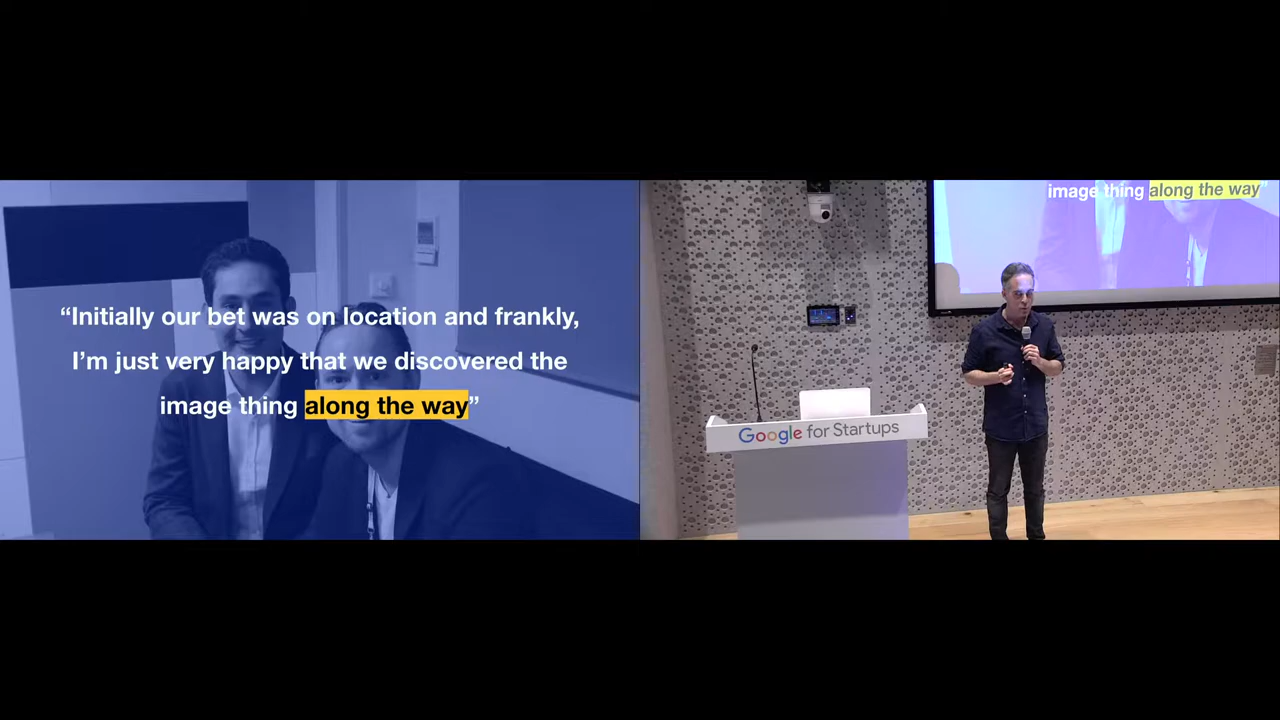 “Initially our bet was on location and frankly,
I’m just very happy that we discovered the
image thing along the way”
image thing along the way”
Google for Startups